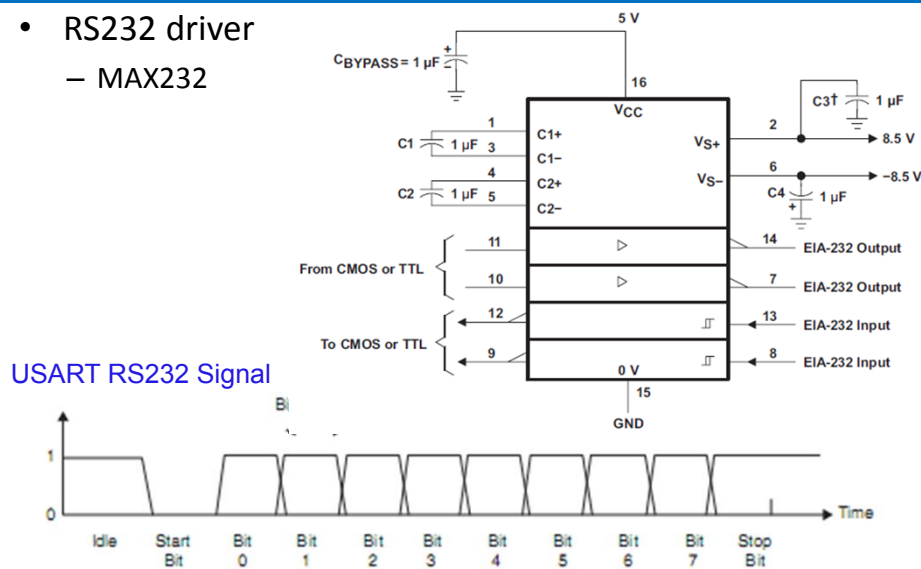 • RS232 driver
– MAX232
5 V
CBYPASS = 1 µF
+
–
16
VCC
C3† 1 µF
1
C1+
2
VS+
8.5 V
C1 1 µF 3
C1–
4
C2+
6
VS–
–8.5 V
C2 1 µF 5
C2–
C4 1 µF
+
11
14
EIA-232 Output
From CMOS or TTL
10
7
EIA-232 Output
12
13
EIA-232 Input
To CMOS or TTL
9
8
EIA-232 Input
0 V
15
GND
USART RS232 Signal
Bi
1
0
Time
Idle Start Bit Bit Bit Bit Bit Bit Bit Bit Stop
Bit 0 1 2 3 4 5 6 7 Bit